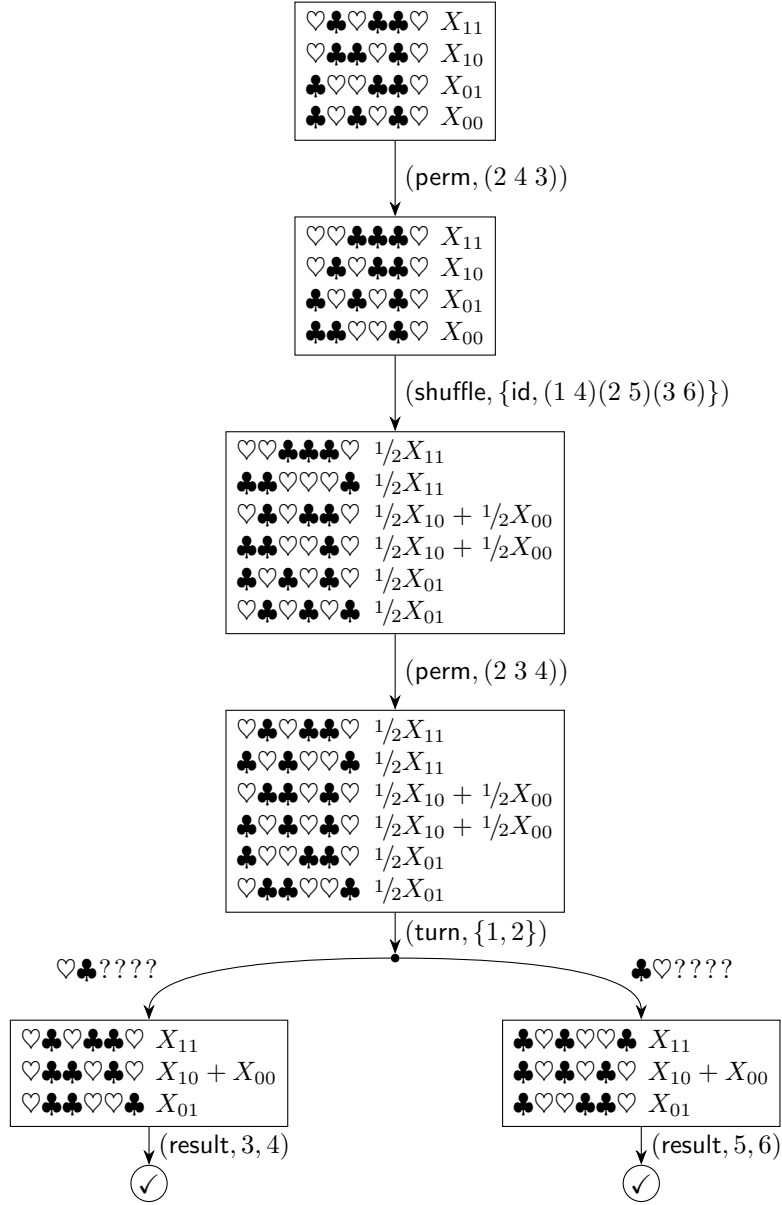 ♡♣♡♣♣♡ X₁₁
♡♣♣♡♣♡ X₁₀
♣♡♡♣♣♡ X₀₁
♣♡♣♡♣♡ X₀₀
(perm, (2 4 3))
♡♡♣♣♣♡ X₁₁
♡♣♡♣♣♡ X₁₀
♣♡♣♡♣♡ X₀₁
♣♣♡♡♣♡ X₀₀
(shuffle, {id, (1 4)(2 5)(3 6)})
♡♡♣♣♣♡ 1/2X₁₁
♣♣♡♡♡♣ 1/2X₁₁
♡♣♡♣♣♡ 1/2X₁₀ + 1/2X₀₀
♣♣♡♡♣♡ 1/2X₁₀ + 1/2X₀₀
♣♡♣♡♣♡ 1/2X₀₁
♡♣♡♣♡♣ 1/2X₀₁
(perm, (2 3 4))
♡♣♡♣♣♡ 1/2X₁₁
♣♡♣♡♡♣ 1/2X₁₁
♡♣♣♡♣♡ 1/2X₁₀ + 1/2X₀₀
♣♡♣♡♣♡ 1/2X₁₀ + 1/2X₀₀
♣♡♡♣♣♡ 1/2X₀₁
♡♣♣♡♡♣ 1/2X₀₁
(turn, {1, 2})
♡♣????
♣♡????
♡♣♡♣♣♡ X₁₁
♡♣♣♡♣♡ X₁₀ + X₀₀
♡♣♣♡♡♣ X₀₁
(result, 3, 4)
✓
♣♡♣♡♡♣ X₁₁
♣♡♣♡♣♡ X₁₀ + X₀₀
♣♡♡♣♣♡ X₀₁
(result, 5, 6)
✓